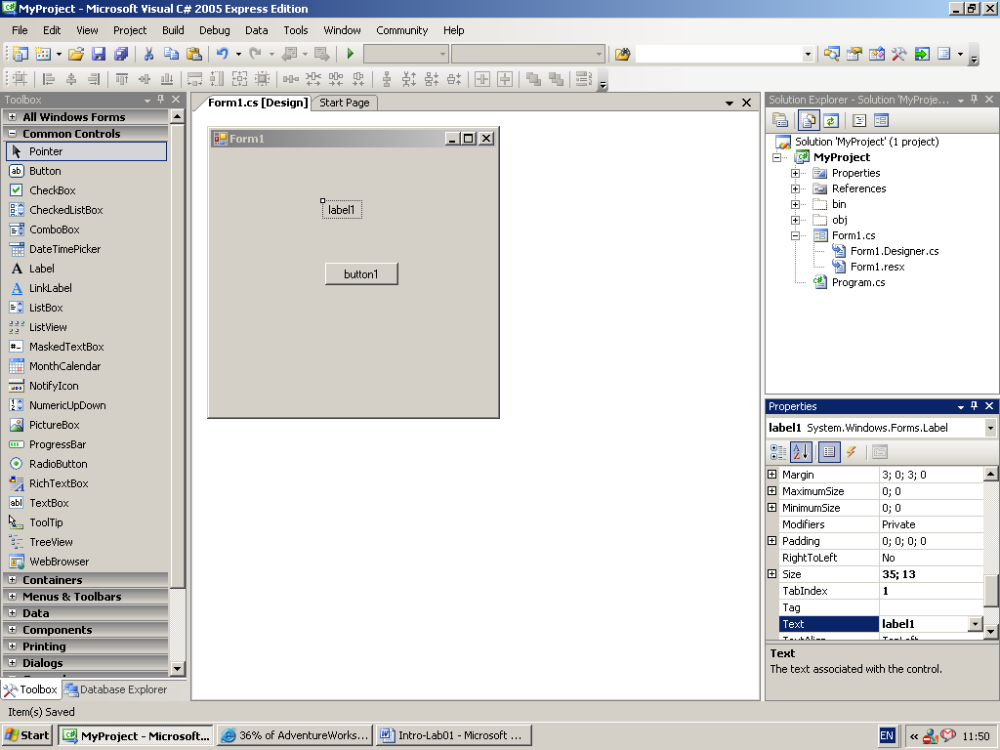 MyProject - Microsoft Visual C# 2005 Express Edition
File Edit View Project Build Debug Data Tools Window Community Help
Toolbox
All Windows Forms
Common Controls
Pointer
Button
CheckBox
CheckedListBox
ComboBox
DateTimePicker
Label
LinkLabel
ListBox
ListView
MaskedTextBox
MonthCalendar
NotifyIcon
NumericUpDown
PictureBox
ProgressBar
RadioButton
RichTextBox
TextBox
ToolTip
TreeView
WebBrowser
Containers
Menus & Toolbars
Data
Components
Printing
Dialogs
Toolbox Database Explorer
Form1.cs [Design] Start Page
Form1
label1
button1
Solution Explorer - Solution 'MyProje...
Solution 'MyProject' (1 project)
MyProject
Properties
References
bin
obj
Form1.cs
Form1.Designer.cs
Form1.resx
Program.cs
Properties
label1 System.Windows.Forms.Label
Margin 3; 0; 3; 0
MaximumSize 0; 0
MinimumSize 0; 0
Modifiers Private
Padding 0; 0; 0; 0
RightToLeft No
Size 35; 13
TabIndex 1
Tag
Text label1
TextAlign TopLeft
Text
The text associated with the control.
Item(s) Saved
Start MyProject - Microsoft... 36% of AdventureWorks... Intro-Lab01 - Microsoft ... EN « 11:50